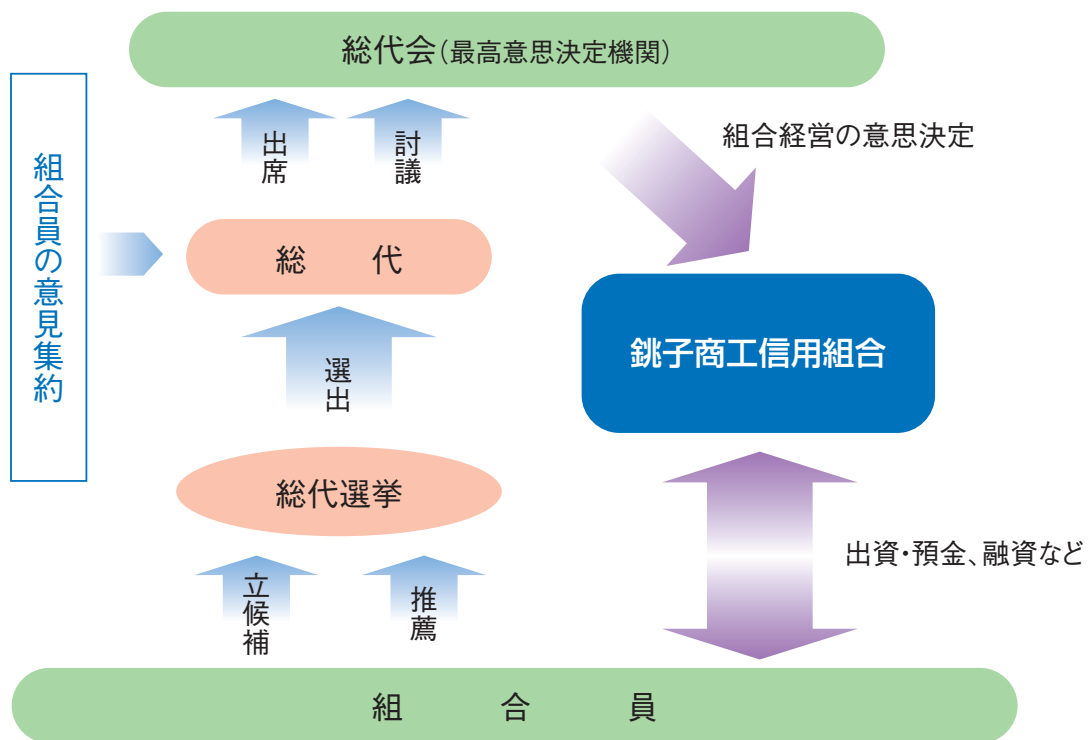 総代会（最高意思決定機関）
組合員の意見集約
出席
討議
組合経営の意思決定
総代
銚子商工信用組合
選出
総代選挙
出資・預金、融資など
立候補
推薦
組合員